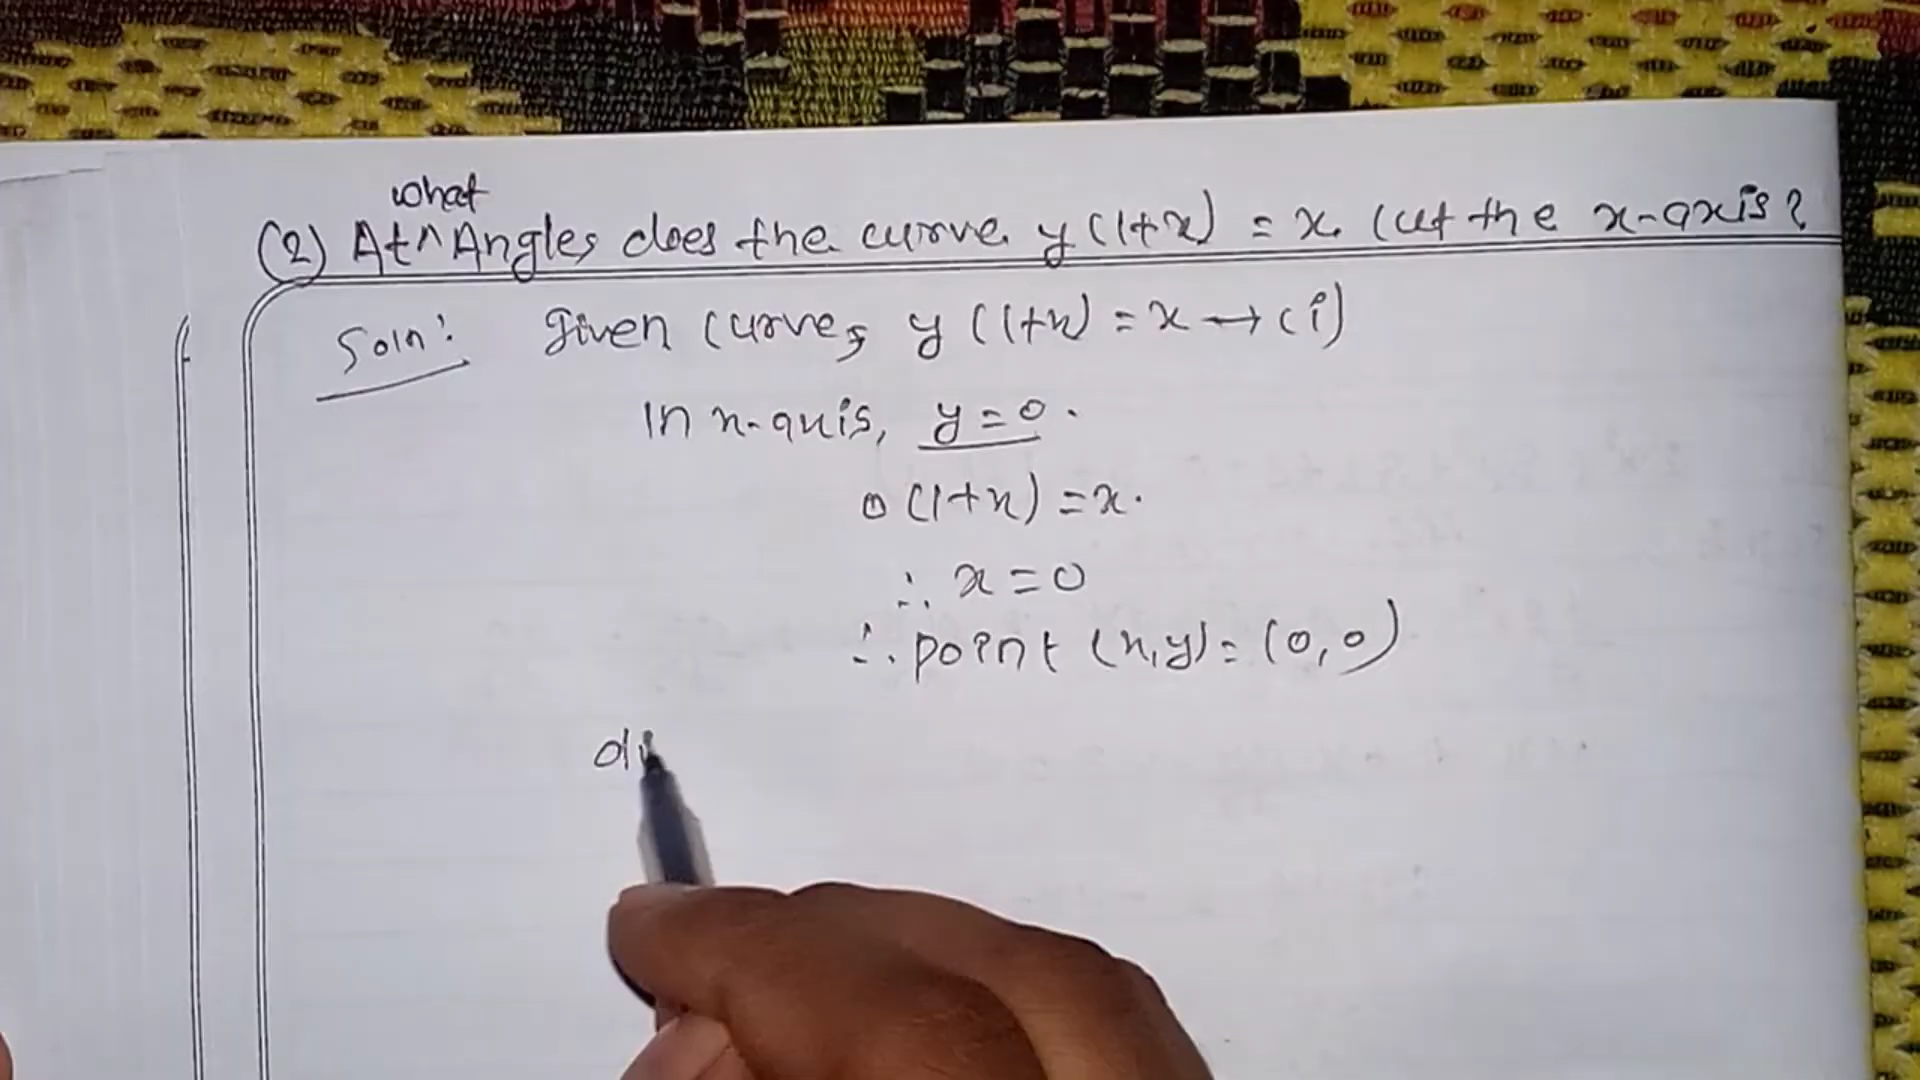 what
(2) At^Angles does the curve y(1+x) = x cut the x-axis?
Soln: Given curves y(1+x) = x → (i)
In x-axis, y=0.
0(1+x) = x.
∴ x = 0
∴ point (x,y) = (0,0)